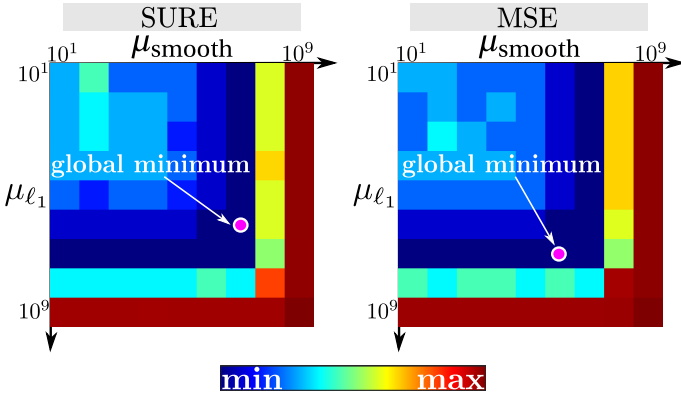 SURE
μsmooth
10¹ 10⁹
10¹
global minimum
μℓ₁
10⁹
MSE
μsmooth
10¹ 10⁹
10¹
global minimum
μℓ₁
10⁹
min max